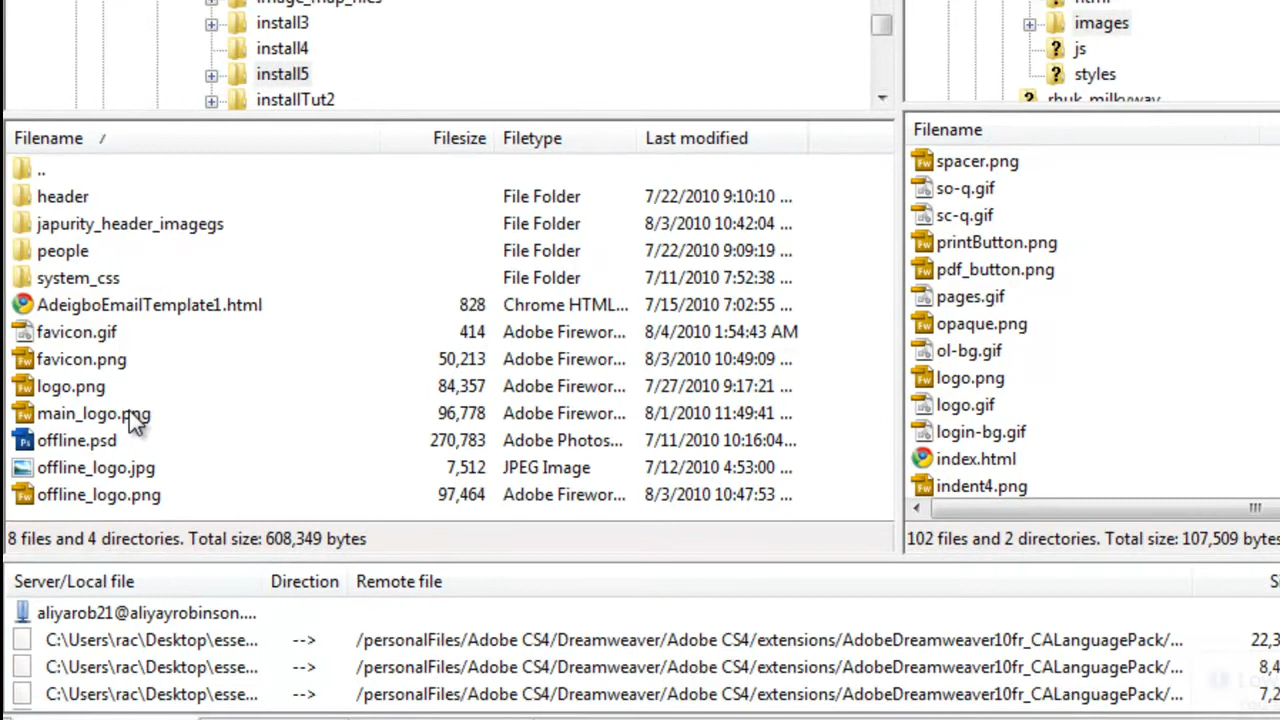 image_map_files
install3
install4
install5
installTut2
html
images
js
styles
rhuk_milkyway
Filename / Filesize Filetype Last modified
..
header File Folder 7/22/2010 9:10:10 ...
japurity_header_imagegs File Folder 8/3/2010 10:42:04 ...
people File Folder 7/22/2010 9:09:19 ...
system_css File Folder 7/11/2010 7:52:38 ...
AdeigboEmailTemplate1.html 828 Chrome HTML... 7/15/2010 7:02:55 ...
favicon.gif 414 Adobe Firewor... 8/4/2010 1:54:43 AM
favicon.png 50,213 Adobe Firewor... 8/3/2010 10:49:09 ...
logo.png 84,357 Adobe Firewor... 7/27/2010 9:17:21 ...
main_logo.png 96,778 Adobe Firewor... 8/1/2010 11:49:41 ...
offline.psd 270,783 Adobe Photos... 7/11/2010 10:16:04...
offline_logo.jpg 7,512 JPEG Image 7/12/2010 4:53:00 ...
offline_logo.png 97,464 Adobe Firewor... 8/3/2010 10:47:53 ...
8 files and 4 directories. Total size: 608,349 bytes
Filename
spacer.png
so-q.gif
sc-q.gif
printButton.png
pdf_button.png
pages.gif
opaque.png
ol-bg.gif
logo.png
logo.gif
login-bg.gif
index.html
indent4.png
102 files and 2 directories. Total size: 107,509 bytes
Server/Local file Direction Remote file S
aliyarob21@aliyayrobinson....
C:\Users\rac\Desktop\esse... --> /personalFiles/Adobe CS4/Dreamweaver/Adobe CS4/extensions/AdobeDreamweaver10fr_CALanguagePack/... 22,3
C:\Users\rac\Desktop\esse... --> /personalFiles/Adobe CS4/Dreamweaver/Adobe CS4/extensions/AdobeDreamweaver10fr_CALanguagePack/... 8,4
C:\Users\rac\Desktop\esse... --> /personalFiles/Adobe CS4/Dreamweaver/Adobe CS4/extensions/AdobeDreamweaver10fr_CALanguagePack/... 7,2